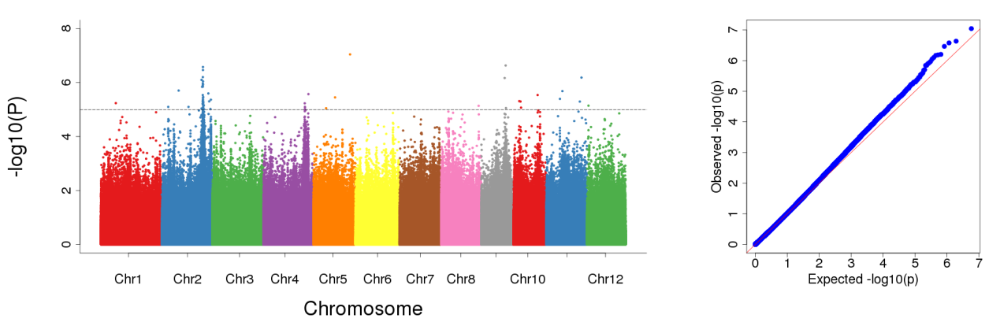 -log10(P)
8
6
4
2
0
Chr1 Chr2 Chr3 Chr4 Chr5 Chr6 Chr7 Chr8 Chr10 Chr12
Chromosome
Observed -log10(p)
7
6
5
4
3
2
1
0
0 1 2 3 4 5 6 7
Expected -log10(p)